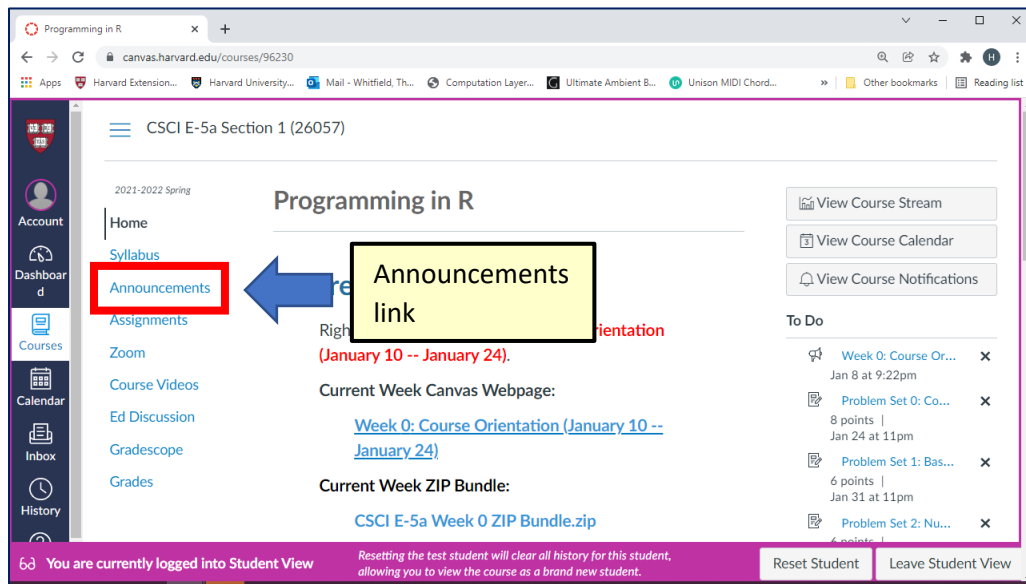 Programming in R
canvas.harvard.edu/courses/96230
H
Apps Harvard Extension... Harvard University... Mail - Whitfield, Th... Computation Layer... Ultimate Ambient B... Unison MIDI Chord... » Other bookmarks Reading list
CSCI E-5a Section 1 (26057)
Account
Dashboar
d
Courses
Calendar
Inbox
History
2021-2022 Spring
Home
Syllabus
Announcements
Assignments
Zoom
Course Videos
Ed Discussion
Gradescope
Grades
Programming in R
Announcements
link
(January 10 -- January 24).
Current Week Canvas Webpage:
Week 0: Course Orientation (January 10 --
January 24)
Current Week ZIP Bundle:
CSCI E-5a Week 0 ZIP Bundle.zip
View Course Stream
3 View Course Calendar
View Course Notifications
To Do
Week 0: Course Or...
Jan 8 at 9:22pm
Problem Set 0: Co...
8 points |
Jan 24 at 11pm
Problem Set 1: Bas...
6 points |
Jan 31 at 11pm
Problem Set 2: Nu...
6 points |
You are currently logged into Student View
Resetting the test student will clear all history for this student,
allowing you to view the course as a brand new student.
Reset Student
Leave Student View